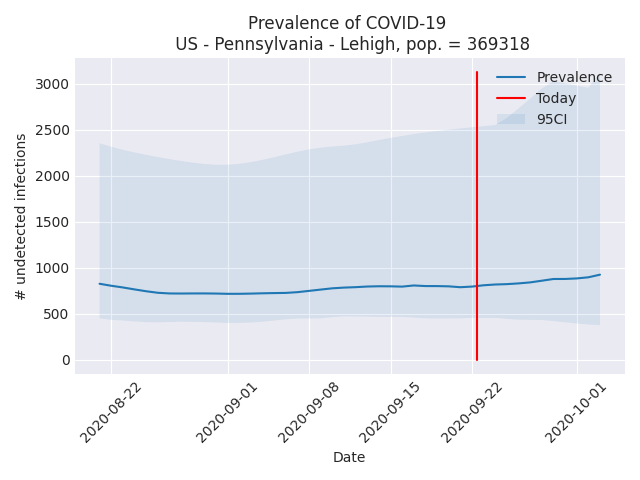 Prevalence of COVID-19
US - Pennsylvania - Lehigh, pop. = 369318
Prevalence
Today
95CI
# undetected infections
3000
2500
2000
1500
1000
500
0
2020-08-22
2020-09-01
2020-09-08
2020-09-15
2020-09-22
2020-10-01
Date